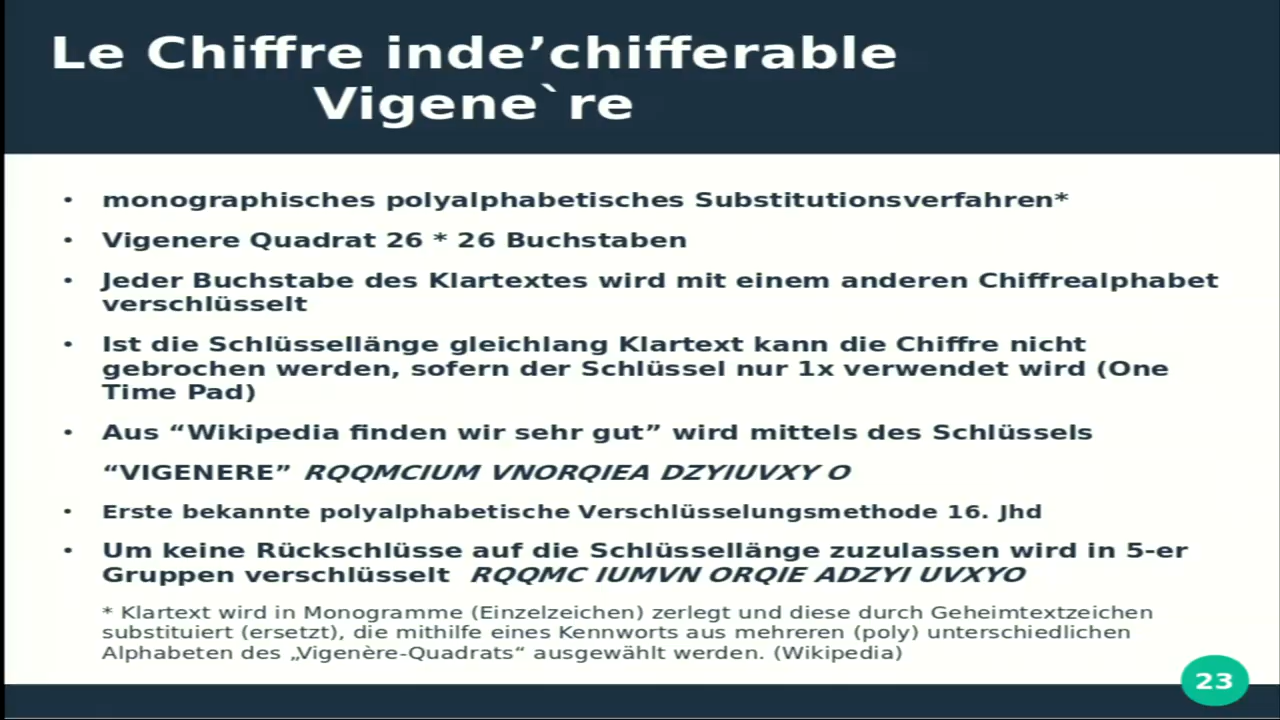 Le Chiffre inde’chifferable
Vigene`re
• monographisches polyalphabetisches Substitutionsverfahren*
• Vigenere Quadrat 26 * 26 Buchstaben
• Jeder Buchstabe des Klartextes wird mit einem anderen Chiffrealphabet
verschlüsselt
• Ist die Schlüssellänge gleichlang Klartext kann die Chiffre nicht
gebrochen werden, sofern der Schlüssel nur 1x verwendet wird (One
Time Pad)
• Aus “Wikipedia finden wir sehr gut” wird mittels des Schlüssels
“VIGENERE” RQQMCIUM VNORQIEA DZYIUVXY O
• Erste bekannte polyalphabetische Verschlüsselungsmethode 16. Jhd
• Um keine Rückschlüsse auf die Schlüssellänge zuzulassen wird in 5-er
Gruppen verschlüsselt RQQMC IUMVN ORQIE ADZYI UVXYO
* Klartext wird in Monogramme (Einzelzeichen) zerlegt und diese durch Geheimtextzeichen
substituiert (ersetzt), die mithilfe eines Kennworts aus mehreren (poly) unterschiedlichen
Alphabeten des „Vigenère-Quadrats“ ausgewählt werden. (Wikipedia)
23